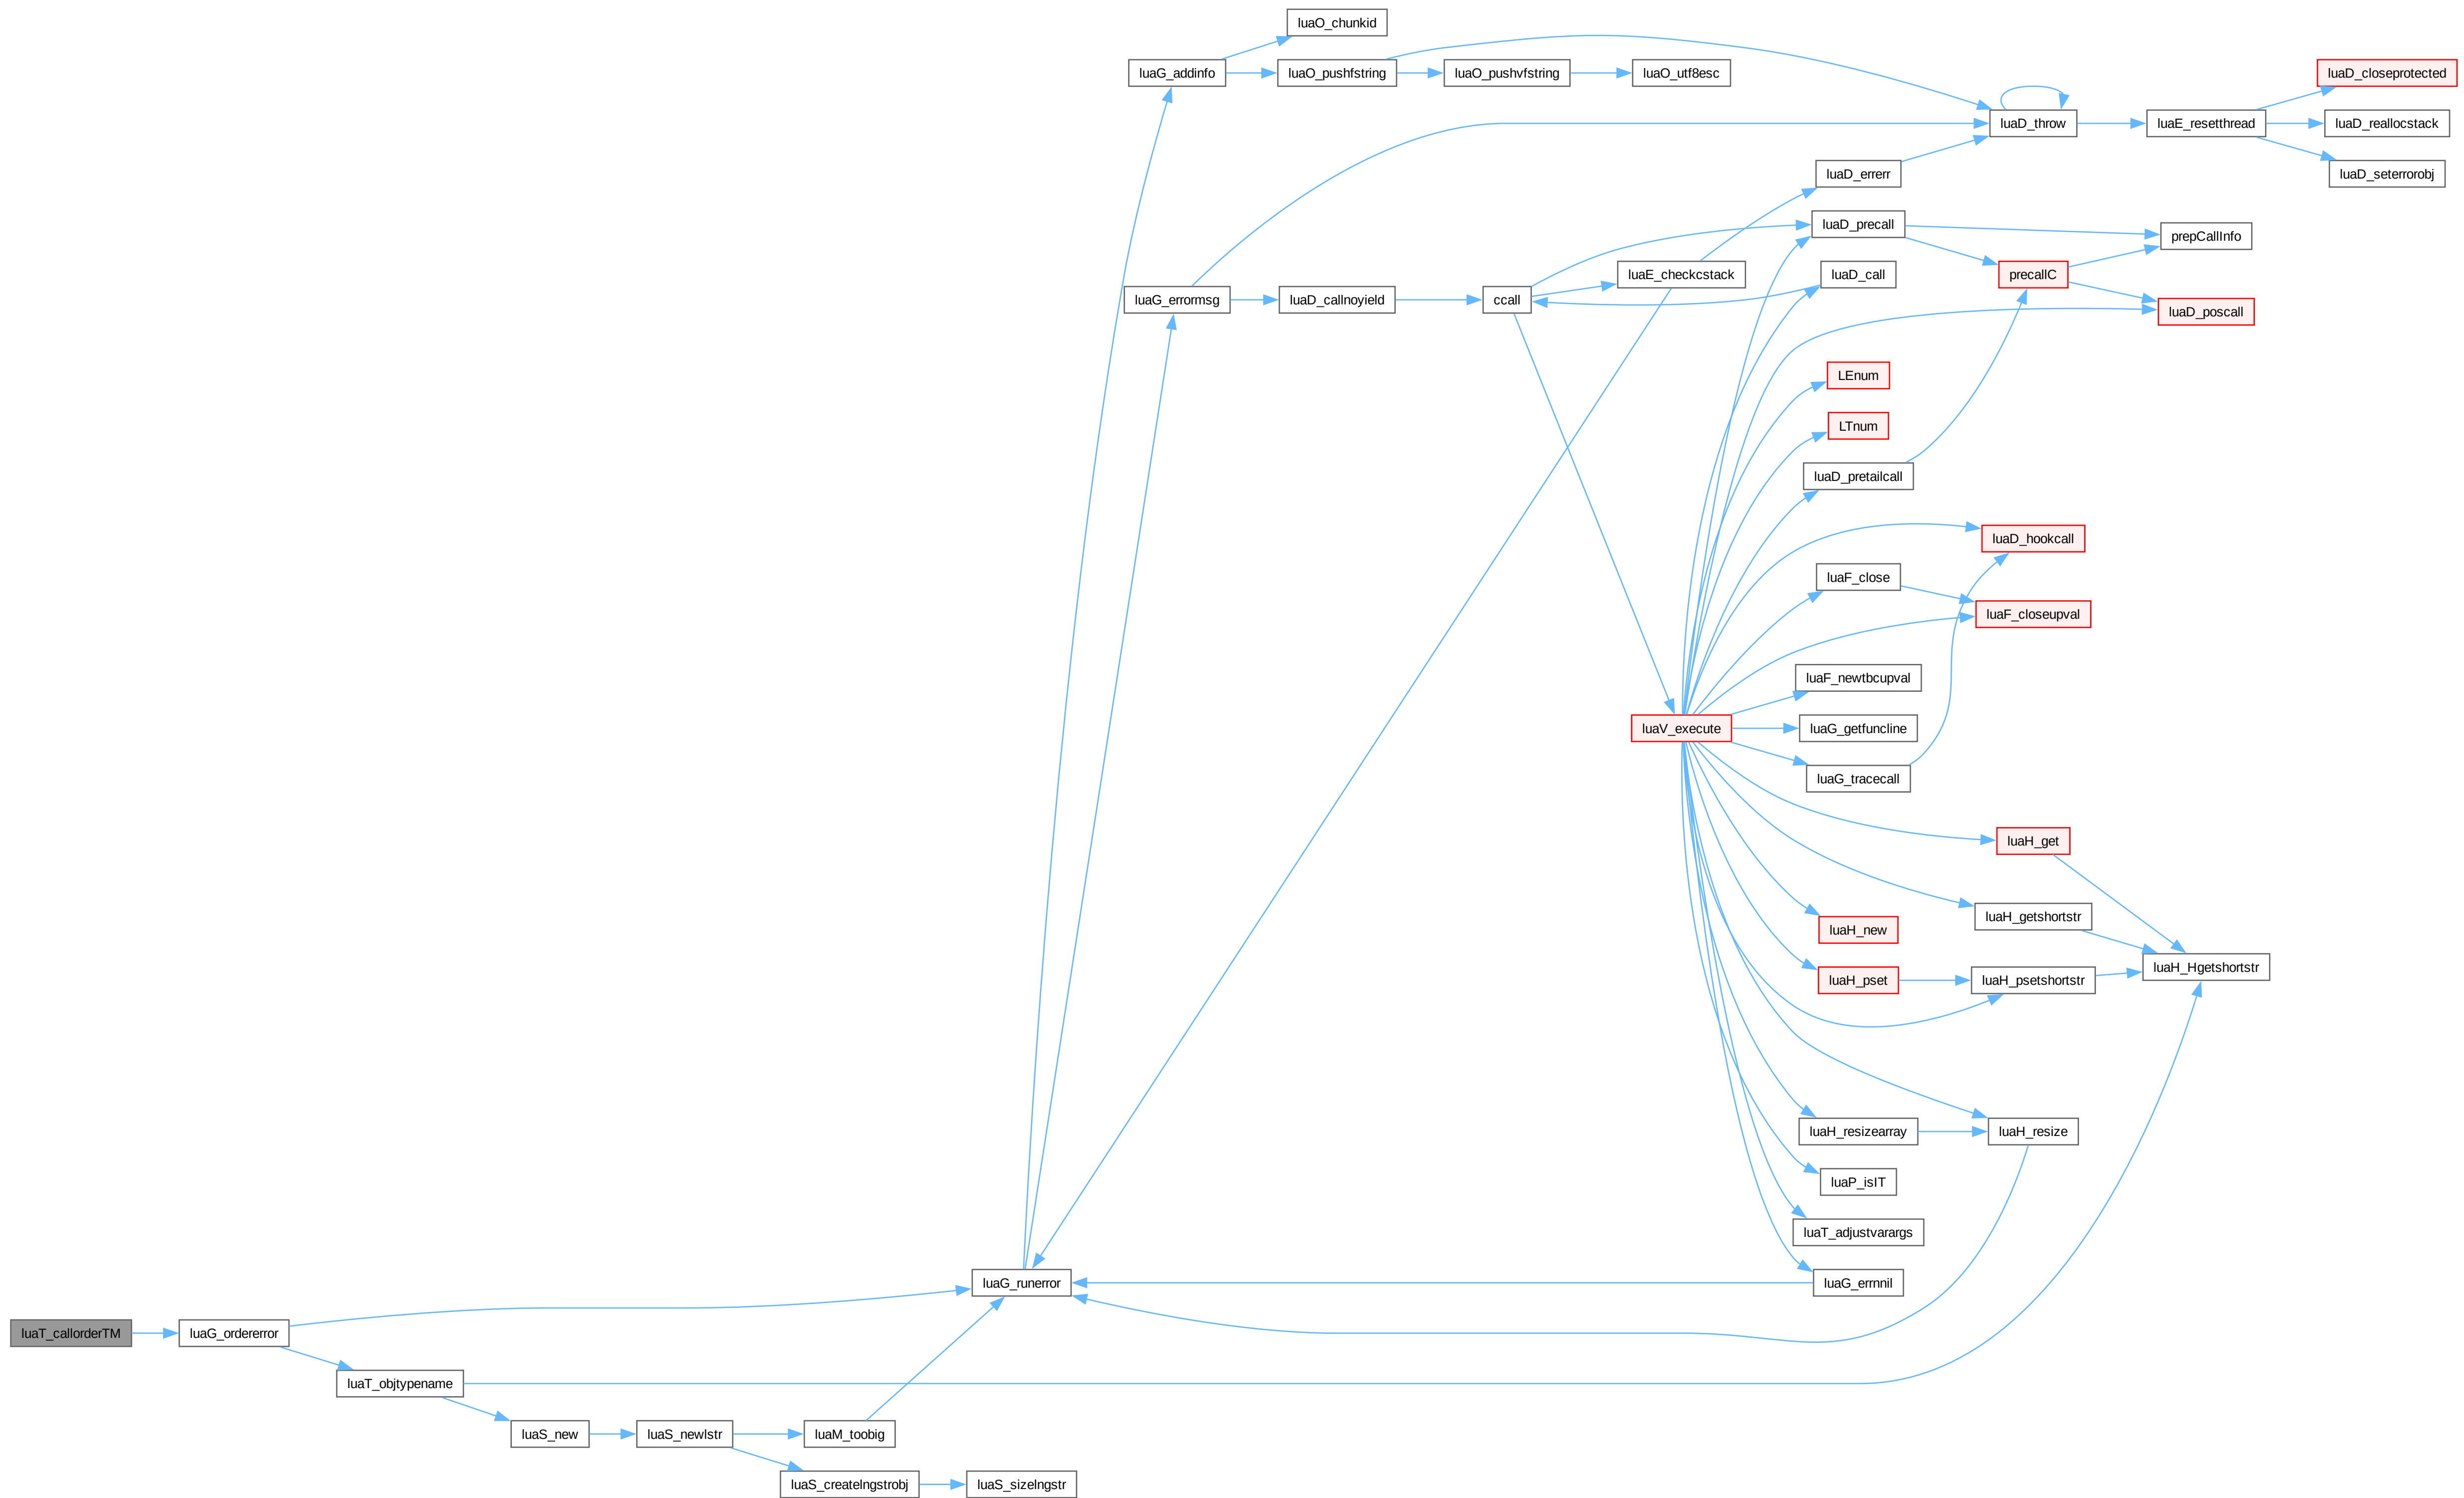 luaO_chunkid
luaG_addinfo
luaO_pushfstring
luaO_pushvfstring
luaO_utf8esc
luaD_closeprotected
luaD_throw
luaE_resetthread
luaD_reallocstack
luaD_errerr
luaD_seterrorobj
luaD_precall
prepCallInfo
luaE_checkcstack
luaD_call
precallC
luaG_errormsg
luaD_callnoyield
ccall
luaD_poscall
LEnum
LTnum
luaD_pretailcall
luaD_hookcall
luaF_close
luaF_closeupval
luaF_newtbcupval
luaV_execute
luaG_getfuncline
luaG_tracecall
luaH_get
luaH_getshortstr
luaH_new
luaH_Hgetshortstr
luaH_pset
luaH_psetshortstr
luaH_resizearray
luaH_resize
luaP_isIT
luaT_adjustvarargs
luaG_runerror
luaG_errnnil
luaT_callorderTM
luaG_ordererror
luaT_objtypename
luaS_new
luaS_newlstr
luaM_toobig
luaS_createlngstrobj
luaS_sizelngstr